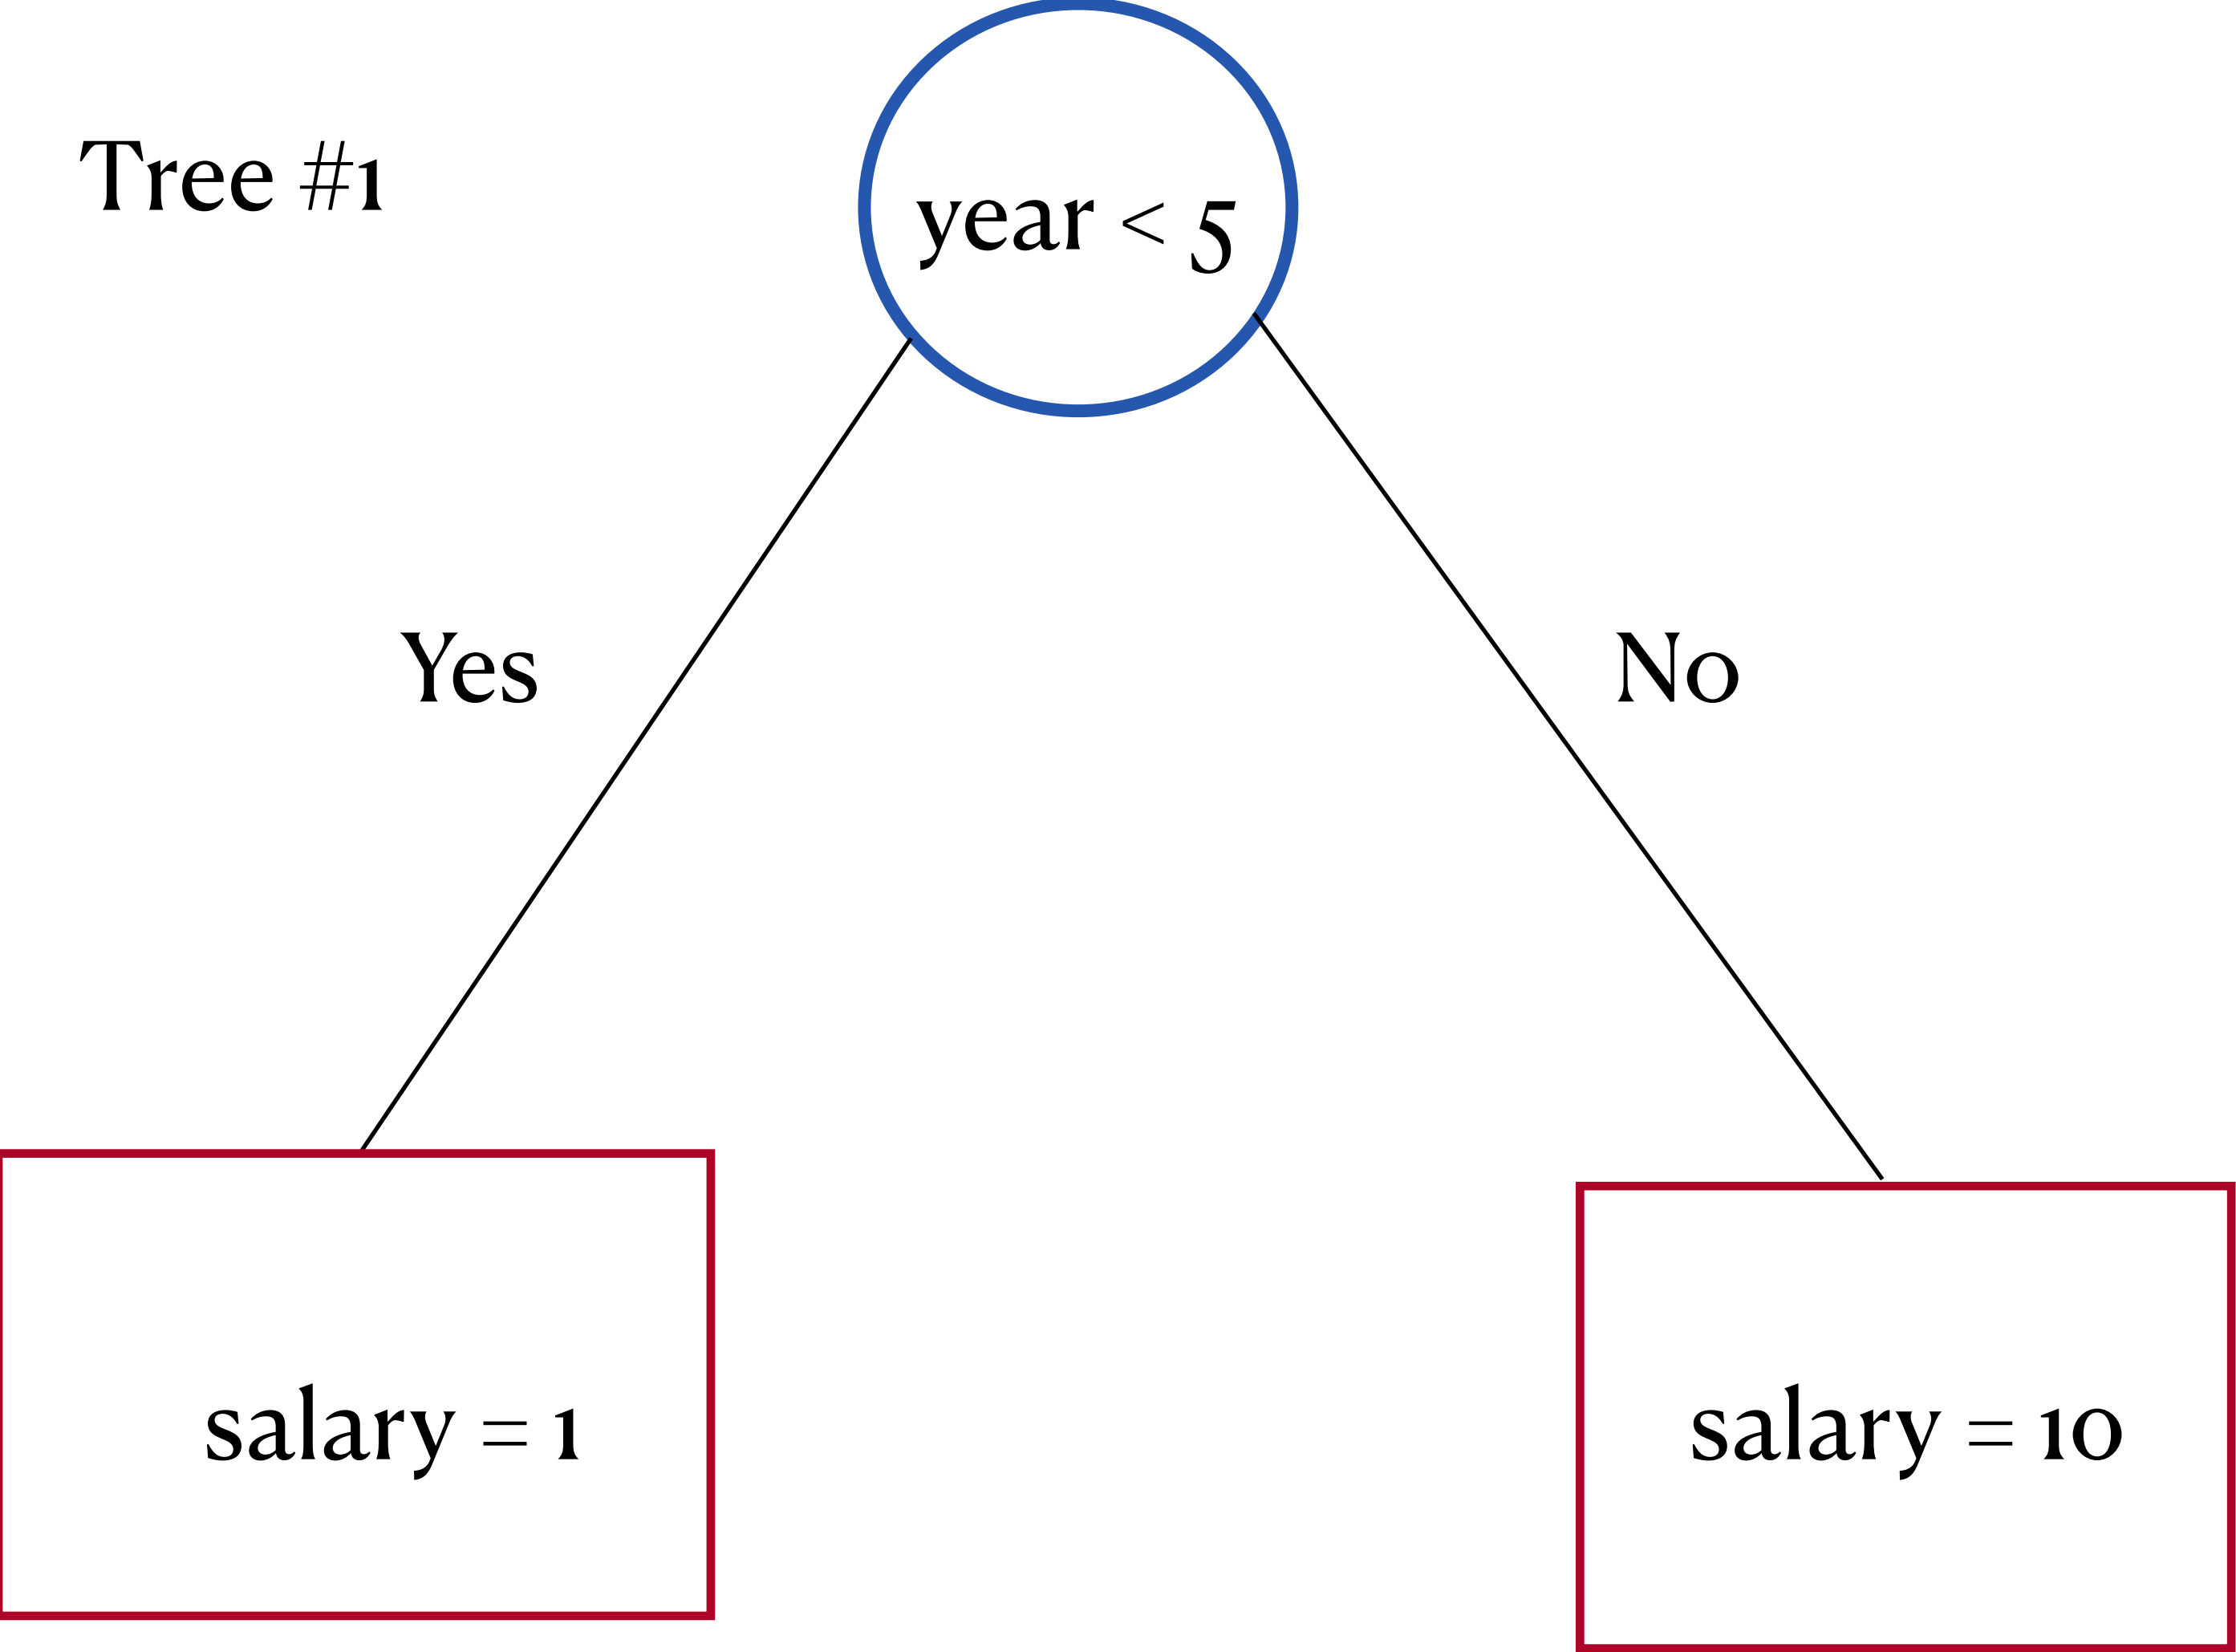 Tree #1
year < 5
Yes
No
salary = 1
salary = 10